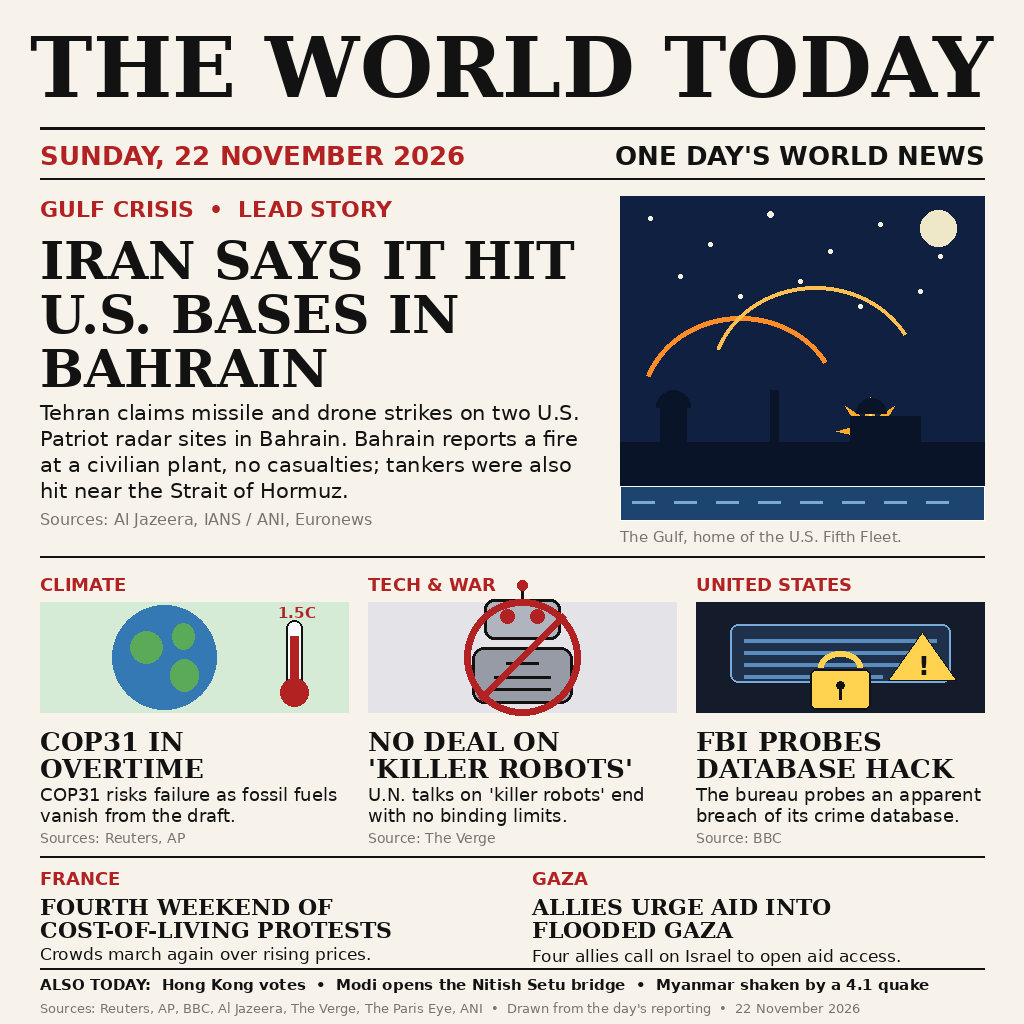 THE WORLD TODAY
SUNDAY, 22 NOVEMBER 2026
ONE DAY'S WORLD NEWS
GULF CRISIS • LEAD STORY
IRAN SAYS IT HIT
U.S. BASES IN
BAHRAIN
Tehran claims missile and drone strikes on two U.S.
Patriot radar sites in Bahrain. Bahrain reports a fire
at a civilian plant, no casualties; tankers were also
hit near the Strait of Hormuz.
Sources: Al Jazeera, IANS / ANI, Euronews
The Gulf, home of the U.S. Fifth Fleet.
CLIMATE
1.5C
COP31 IN
OVERTIME
COP31 risks failure as fossil fuels
vanish from the draft.
Sources: Reuters, AP
TECH & WAR
NO DEAL ON
'KILLER ROBOTS'
U.N. talks on 'killer robots' end
with no binding limits.
Source: The Verge
UNITED STATES
!
FBI PROBES
DATABASE HACK
The bureau probes an apparent
breach of its crime database.
Source: BBC
FRANCE
FOURTH WEEKEND OF
COST-OF-LIVING PROTESTS
Crowds march again over rising prices.
GAZA
ALLIES URGE AID INTO
FLOODED GAZA
Four allies call on Israel to open aid access.
ALSO TODAY: Hong Kong votes • Modi opens the Nitish Setu bridge • Myanmar shaken by a 4.1 quake
Sources: Reuters, AP, BBC, Al Jazeera, The Verge, The Paris Eye, ANI • Drawn from the day's reporting • 22 November 2026